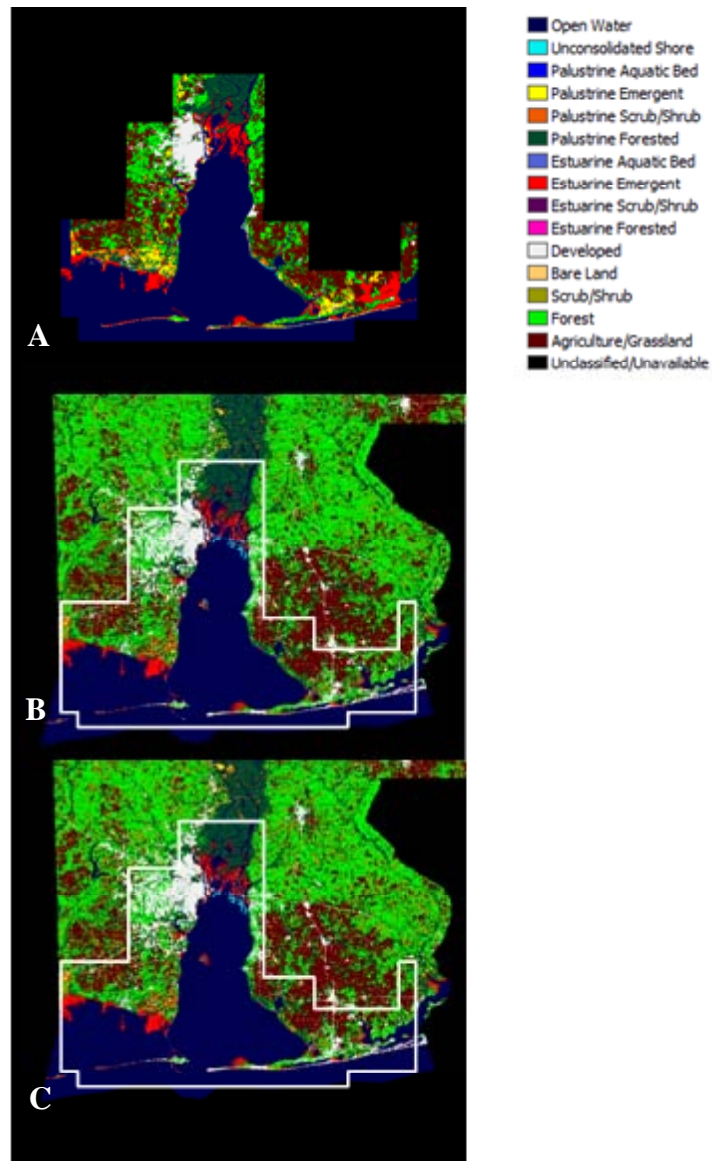 Open Water
Unconsolidated Shore
Palustrine Aquatic Bed
Palustrine Emergent
Palustrine Scrub/Shrub
Palustrine Forested
Estuarine Aquatic Bed
Estuarine Emergent
Estuarine Scrub/Shrub
Estuarine Forested
Developed
Bare Land
Scrub/Shrub
Forest
Agriculture/Grassland
Unclassified/Unavailable
A
B
C